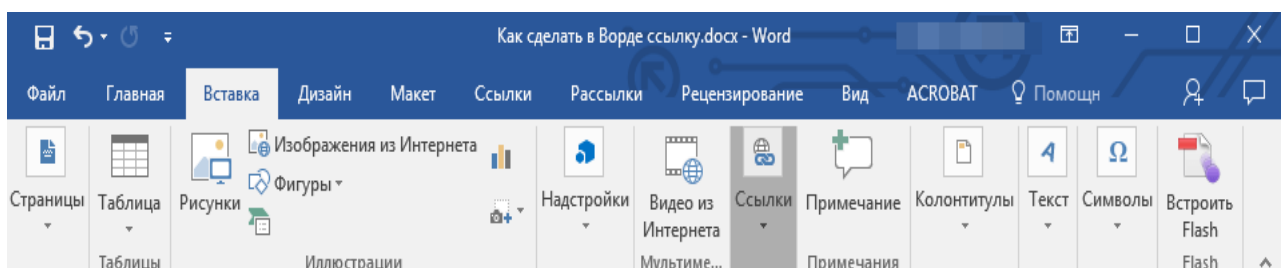 Как сделать в Ворде ссылку.docx - Word
Файл Главная Вставка Дизайн Макет Ссылки Рассылки Рецензирование Вид ACROBAT Помощн
Страницы
Таблица
Таблицы
Рисунки
Изображения из Интернета
Фигуры
Иллюстрации
Надстройки
Видео из
Интернета
Мультиме...
Ссылки
Примечание
Примечания
Колонтитулы
Текст
Символы
Встроить
Flash
Flash